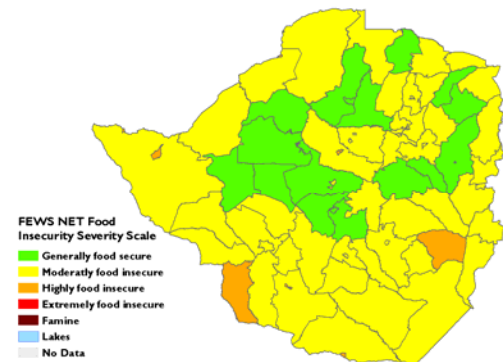 FEWS NET Food
Insecurity Severity Scale
Generally food secure
Moderatly food insecure
Highly food insecure
Extremely food insecure
Famine
Lakes
No Data